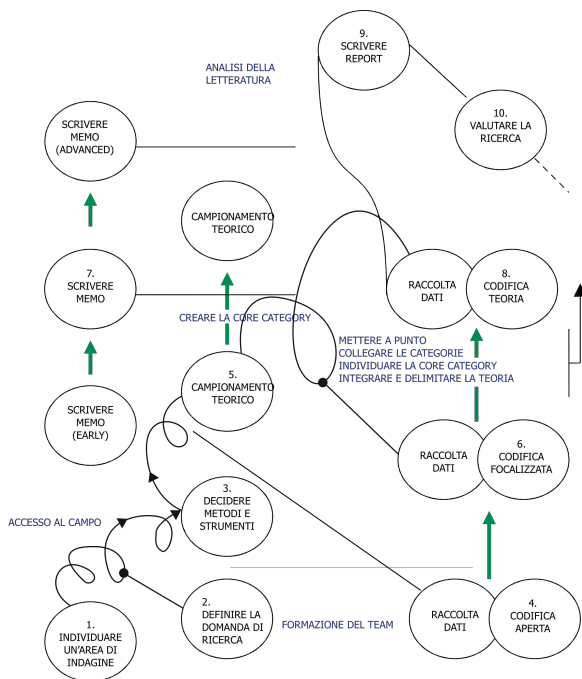 9.
SCRIVERE
REPORT
ANALISI DELLA
LETTERATURA
10.
VALUTARE LA
RICERCA
SCRIVERE
MEMO
(ADVANCED)
CAMPIONAMENTO
TEORICO
7.
SCRIVERE
MEMO
RACCOLTA
DATI
8.
CODIFICA
TEORIA
CREARE LA CORE CATEGORY
METTERE A PUNTO
COLLEGARE LE CATEGORIE
INDIVIDUARE LA CORE CATEGORY
INTEGRARE E DELIMITARE LA TEORIA
5.
CAMPIONAMENTO
TEORICO
SCRIVERE
MEMO
(EARLY)
RACCOLTA
DATI
6.
CODIFICA
FOCALIZZATA
3.
DECIDERE
METODI E
STRUMENTI
ACCESSO AL CAMPO
2.
DEFINIRE LA
DOMANDA DI
RICERCA
FORMAZIONE DEL TEAM
RACCOLTA
DATI
4.
CODIFICA
APERTA
1.
INDIVIDUARE
UN'AREA DI
INDAGINE